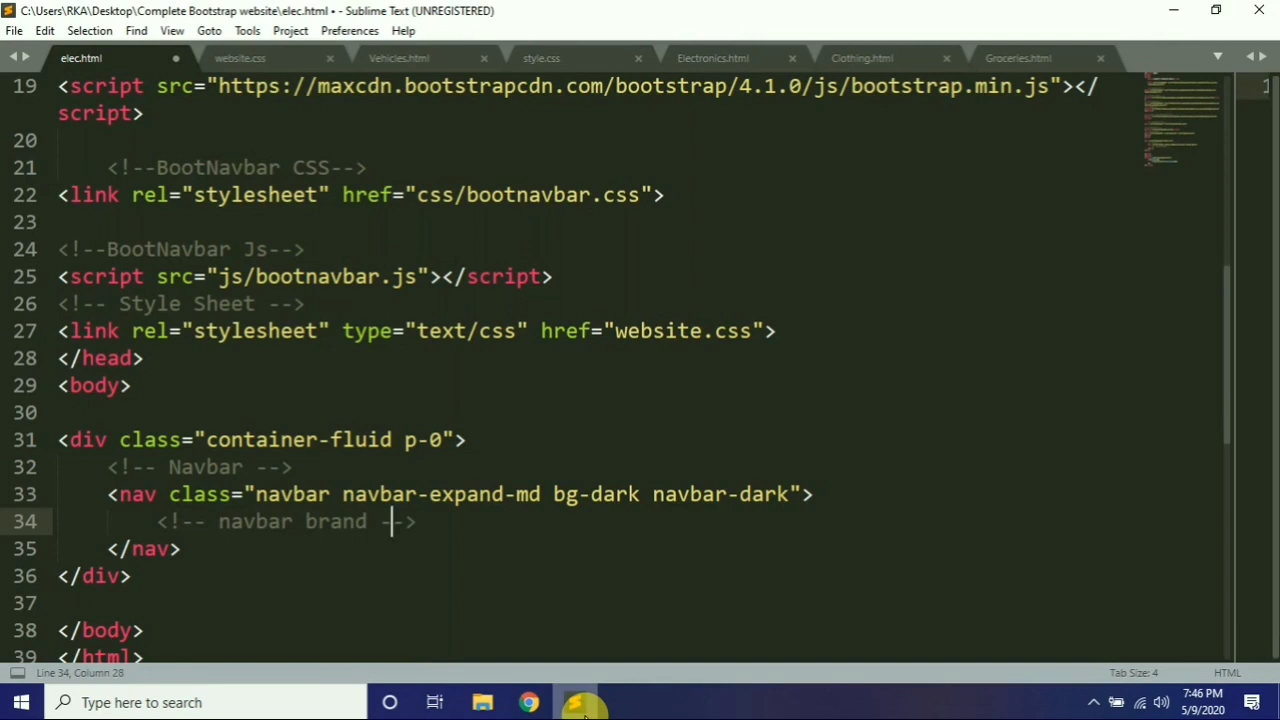 C:\Users\RKA\Desktop\Complete Bootstrap website\elec.html • - Sublime Text (UNREGISTERED)
File Edit Selection Find View Goto Tools Project Preferences Help
elec.html website.css Vehicles.html style.css Electronics.html Clothing.html Groceries.html
19 <script src="https://maxcdn.bootstrapcdn.com/bootstrap/4.1.0/js/bootstrap.min.js"></
script>
20
21 <!--BootNavbar CSS-->
22 <link rel="stylesheet" href="css/bootnavbar.css">
23
24 <!--BootNavbar Js-->
25 <script src="js/bootnavbar.js"></script>
26 <!-- Style Sheet -->
27 <link rel="stylesheet" type="text/css" href="website.css">
28 </head>
29 <body>
30
31 <div class="container-fluid p-0">
32 <!-- Navbar -->
33 <nav class="navbar navbar-expand-md bg-dark navbar-dark">
34 <!-- navbar brand -->
35 </nav>
36 </div>
37
38 </body>
39 </html>
1
Line 34, Column 28 Tab Size: 4 HTML
Type here to search
7:46 PM
5/9/2020